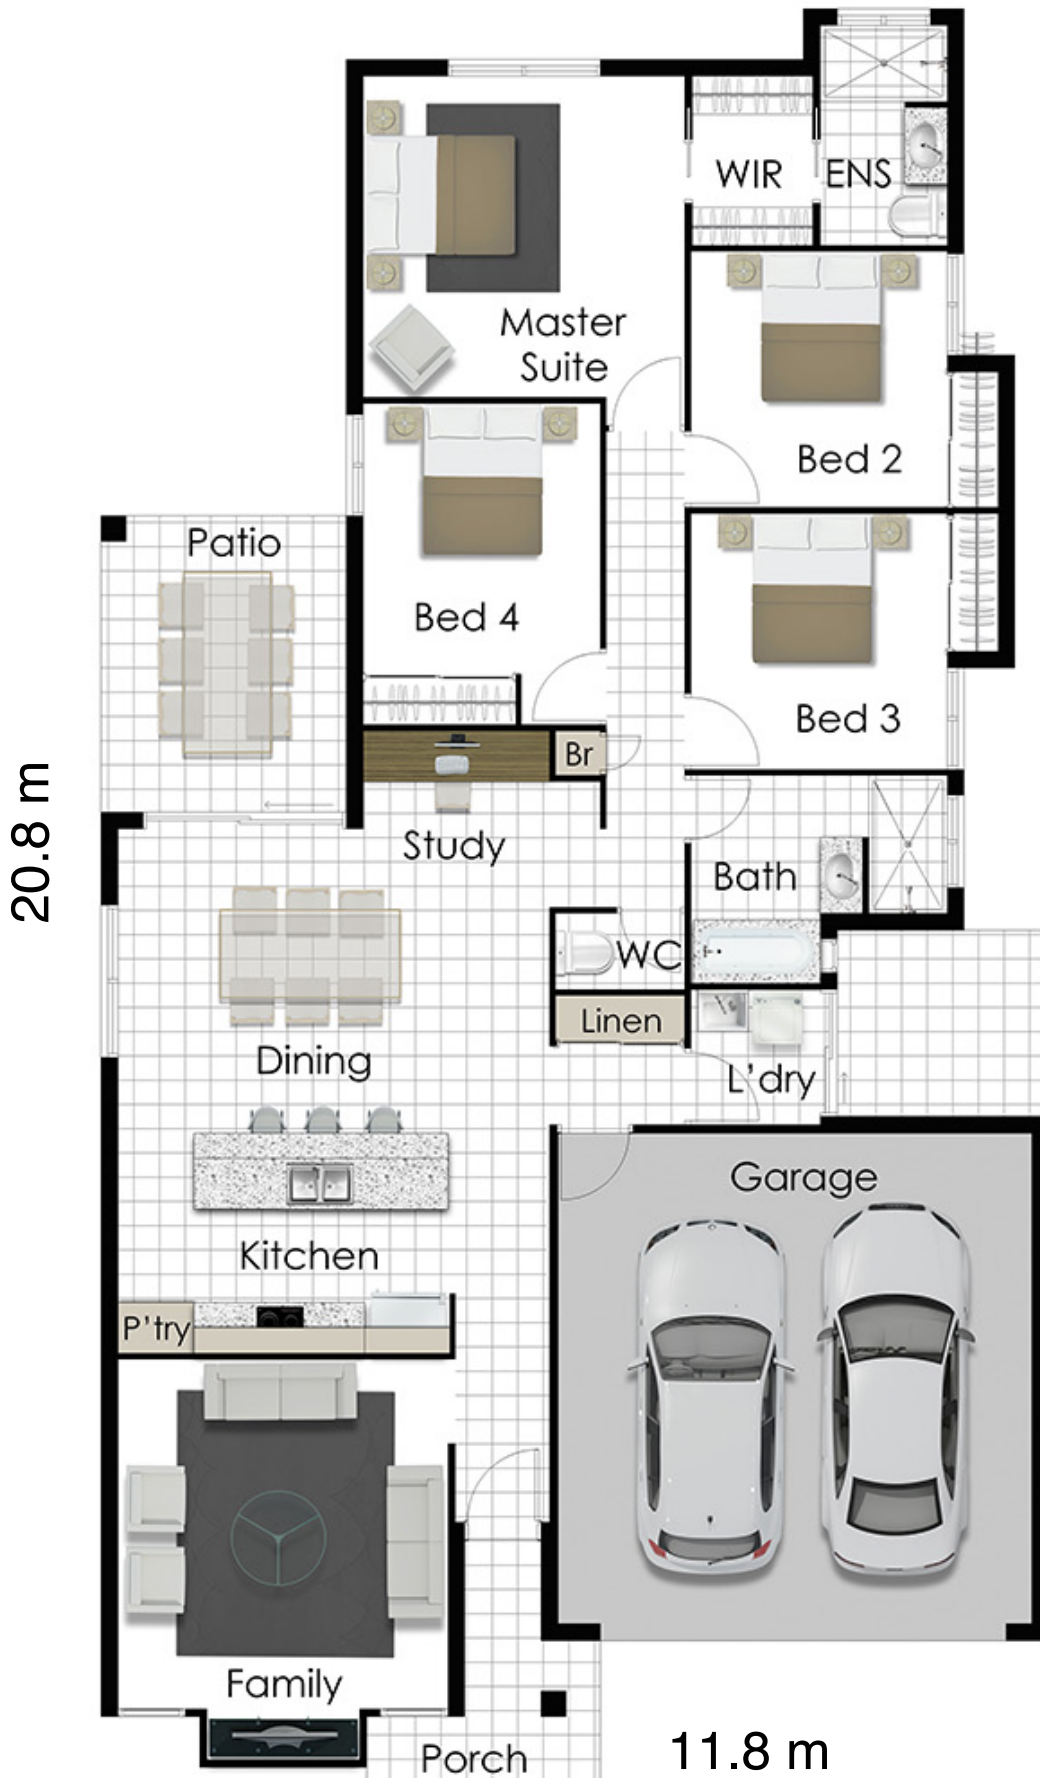 WIR
ENS
Master
Suite
Bed 2
Patio
Bed 4
Bed 3
Br
20.8 m
Study
Bath
WC
Linen
Dining
L'dry
Garage
Kitchen
P'try
Family
Porch
11.8 m